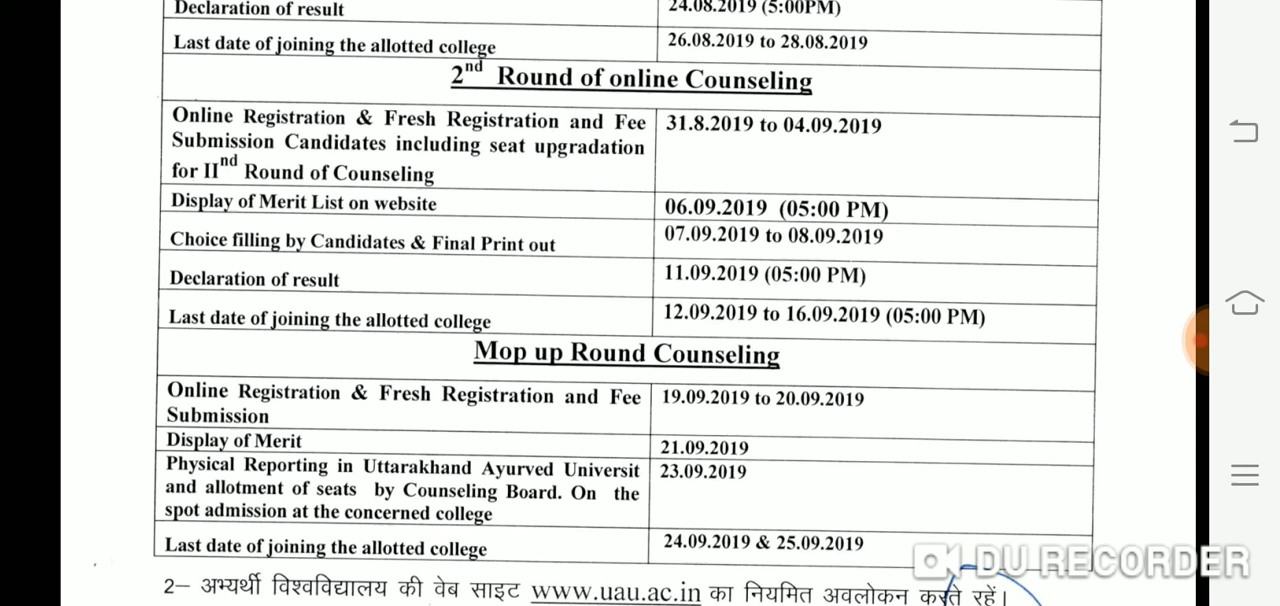 Declaration of result
24.08.2019 (5:00PM)
Last date of joining the allotted college
26.08.2019 to 28.08.2019
2nd Round of online Counseling
Online Registration & Fresh Registration and Fee
Submission Candidates including seat upgradation
for IInd Round of Counseling
31.8.2019 to 04.09.2019
Display of Merit List on website
06.09.2019 (05:00 PM)
Choice filling by Candidates & Final Print out
07.09.2019 to 08.09.2019
Declaration of result
11.09.2019 (05:00 PM)
Last date of joining the allotted college
12.09.2019 to 16.09.2019 (05:00 PM)
Mop up Round Counseling
Online Registration & Fresh Registration and Fee
Submission
19.09.2019 to 20.09.2019
Display of Merit
21.09.2019
Physical Reporting in Uttarakhand Ayurved Universit
and allotment of seats by Counseling Board. On the
spot admission at the concerned college
23.09.2019
Last date of joining the allotted college
24.09.2019 & 25.09.2019
DU RECORDER
2– अभ्यर्थी विश्वविद्यालय की वेब साइट www.uau.ac.in का नियमित अवलोकन करते रहें।